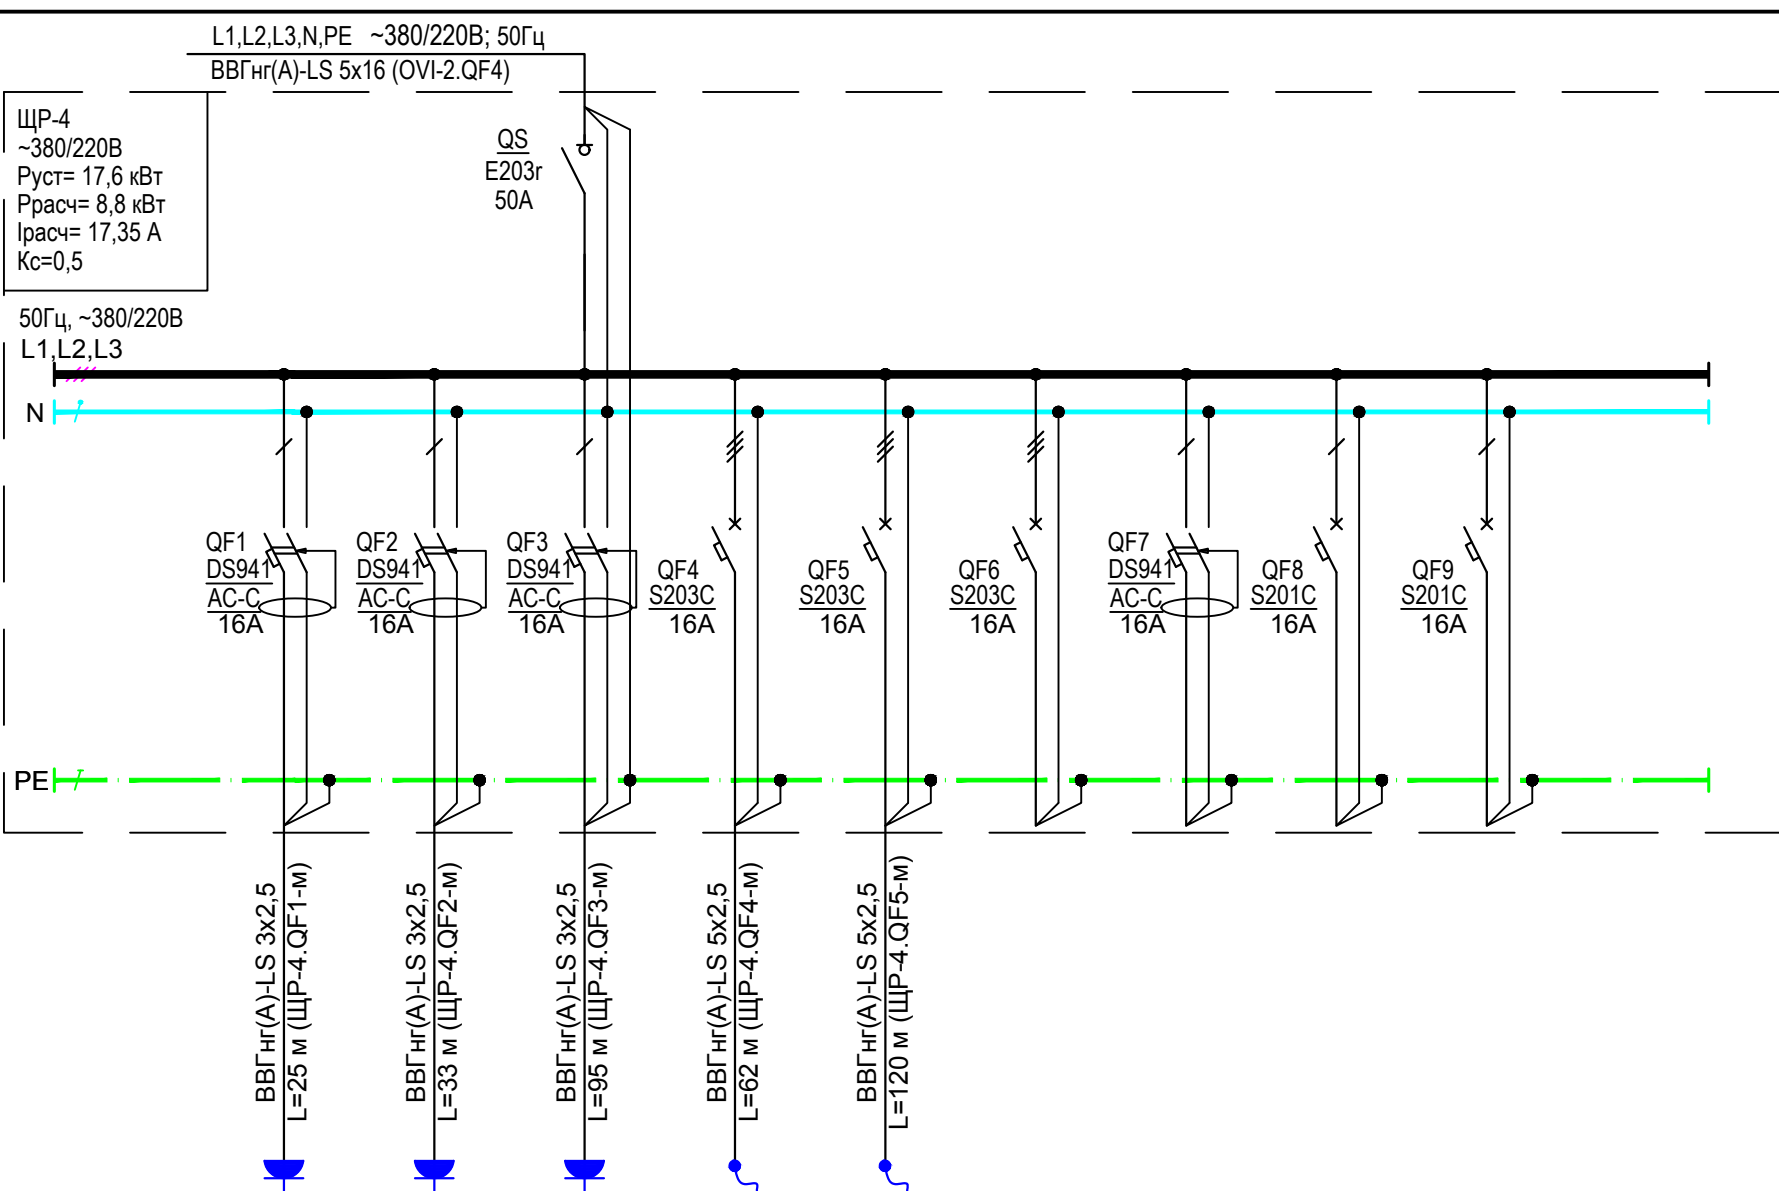 L1,L2,L3,N,PE ~380/220В; 50Гц
ВВГнг(А)-LS 5х16 (OVI-2.QF4)
ЩР-4
~380/220В
Руст= 17,6 кВт
Ррасч= 8,8 кВт
Iрасч= 17,35 А
Кс=0,5
QS
E203r
50A
50Гц, ~380/220В
L1,L2,L3
N
QF1
DS941
AC-C
16A
QF2
DS941
AC-C
16A
QF3
DS941
AC-C
16A
QF4
S203C
16A
QF5
S203C
16A
QF6
S203C
16A
QF7
DS941
AC-C
16A
QF8
S201C
16A
QF9
S201C
16A
PE
ВВГнг(А)-LS 3х2,5
L=25 м (ЩР-4.QF1-м)
ВВГнг(А)-LS 3х2,5
L=33 м (ЩР-4.QF2-м)
ВВГнг(А)-LS 3х2,5
L=95 м (ЩР-4.QF3-м)
ВВГнг(А)-LS 5х2,5
L=62 м (ЩР-4.QF4-м)
ВВГнг(А)-LS 5х2,5
L=120 м (ЩР-4.QF5-м)